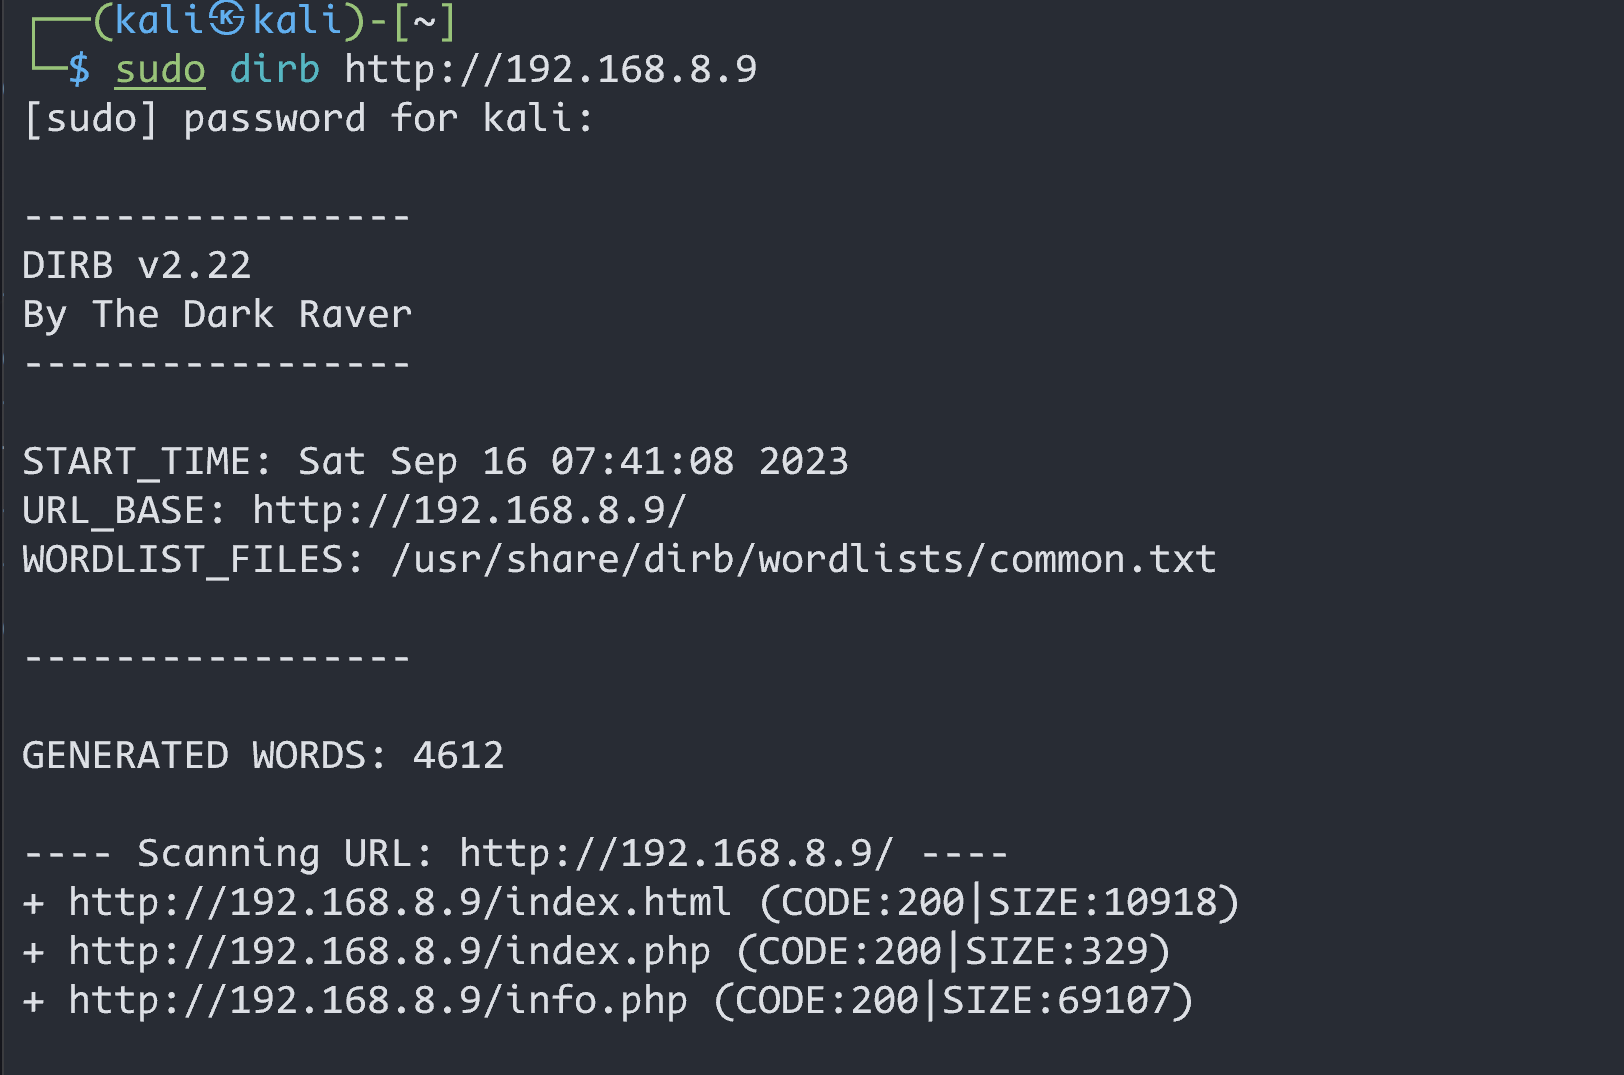 ┌──(kali㉿kali)-[~]
└─$ sudo dirb http://192.168.8.9
[sudo] password for kali:
-----------------
DIRB v2.22
By The Dark Raver
-----------------
START_TIME: Sat Sep 16 07:41:08 2023
URL_BASE: http://192.168.8.9/
WORDLIST_FILES: /usr/share/dirb/wordlists/common.txt
-----------------
GENERATED WORDS: 4612
---- Scanning URL: http://192.168.8.9/ ----
+ http://192.168.8.9/index.html (CODE:200|SIZE:10918)
+ http://192.168.8.9/index.php (CODE:200|SIZE:329)
+ http://192.168.8.9/info.php (CODE:200|SIZE:69107)